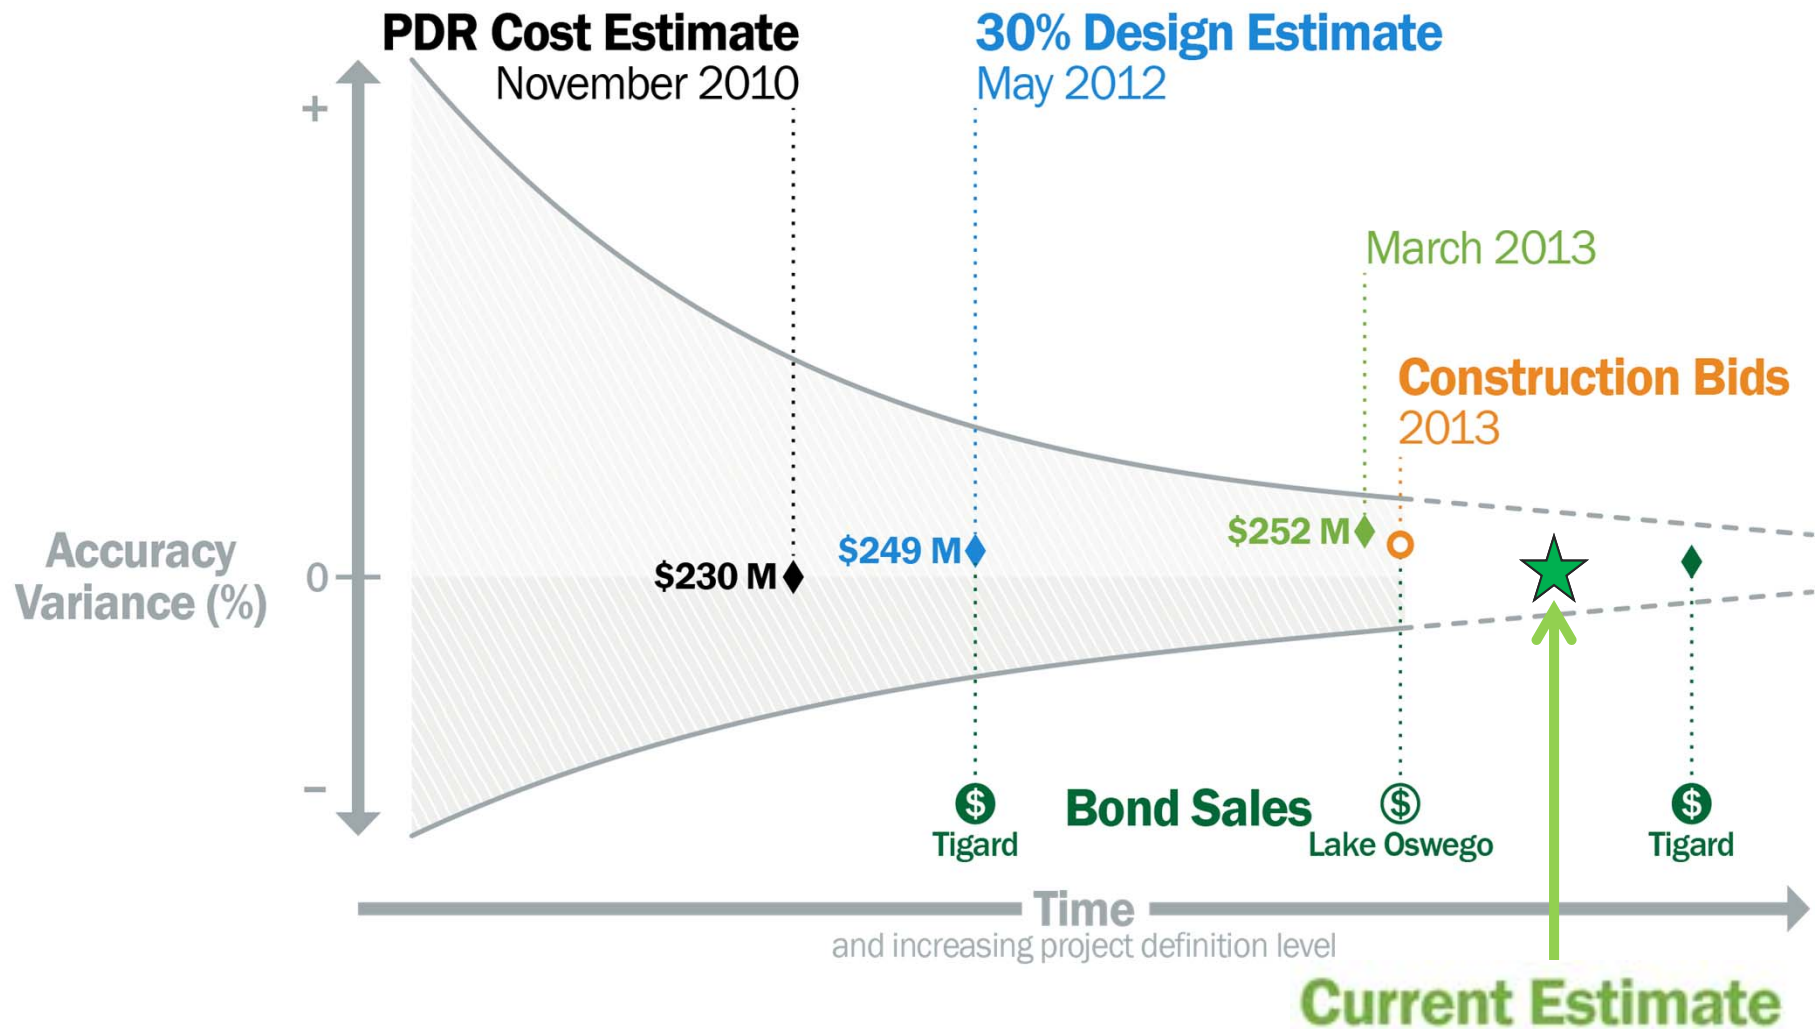 PDR Cost Estimate
November 2010
30% Design Estimate
May 2012
+
March 2013
Construction Bids
2013
Accuracy
Variance (%)
0
$230 M
$249 M
$252 M
–
$
Tigard
Bond Sales
$
Lake Oswego
$
Tigard
Time
and increasing project definition level
Current Estimate